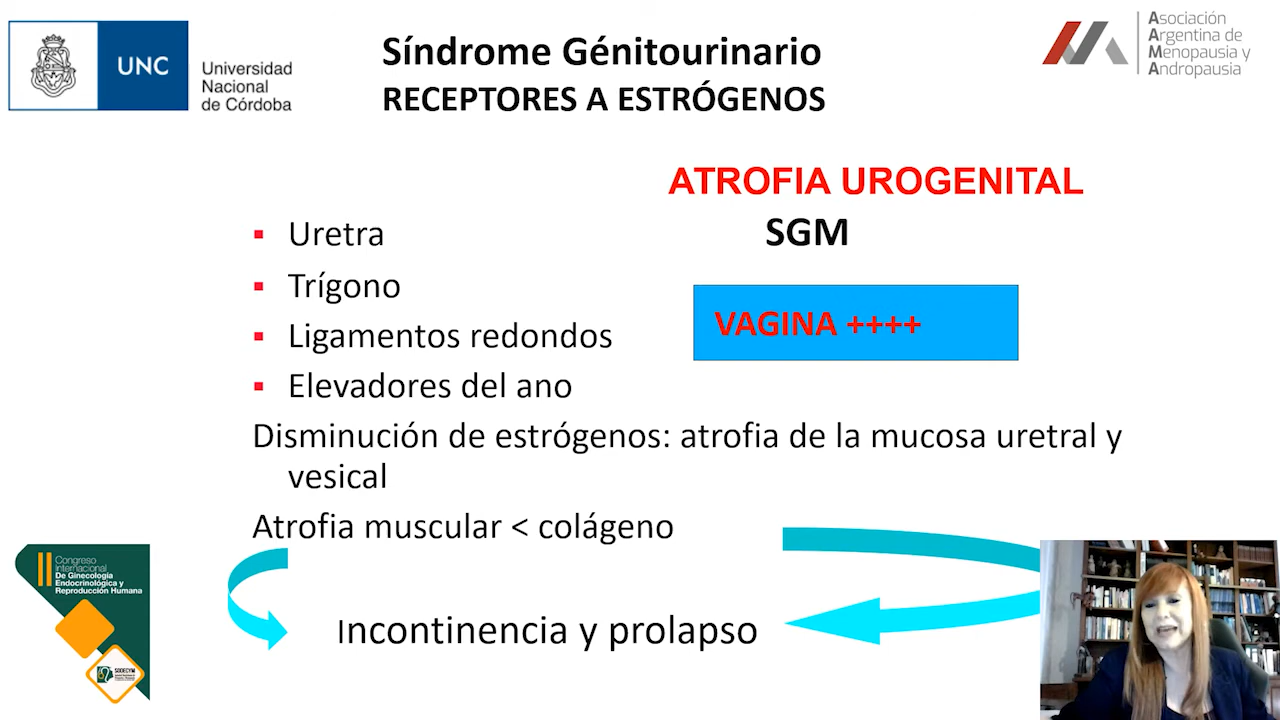 UNC
Universidad
Nacional
de Córdoba
Síndrome Génitourinario
RECEPTORES A ESTRÓGENOS
Asociación
Argentina de
Menopausia y
Andropausia
ATROFIA UROGENITAL
SGM
▪ Uretra
▪ Trígono
▪ Ligamentos redondos
▪ Elevadores del ano
VAGINA ++++
Disminución de estrógenos: atrofia de la mucosa uretral y
vesical
Atrofia muscular < colágeno
Incontinencia y prolapso
II Congreso
Internacional
De Ginecología
Endocrinológica y
Reproducción Humana
SODEGYM